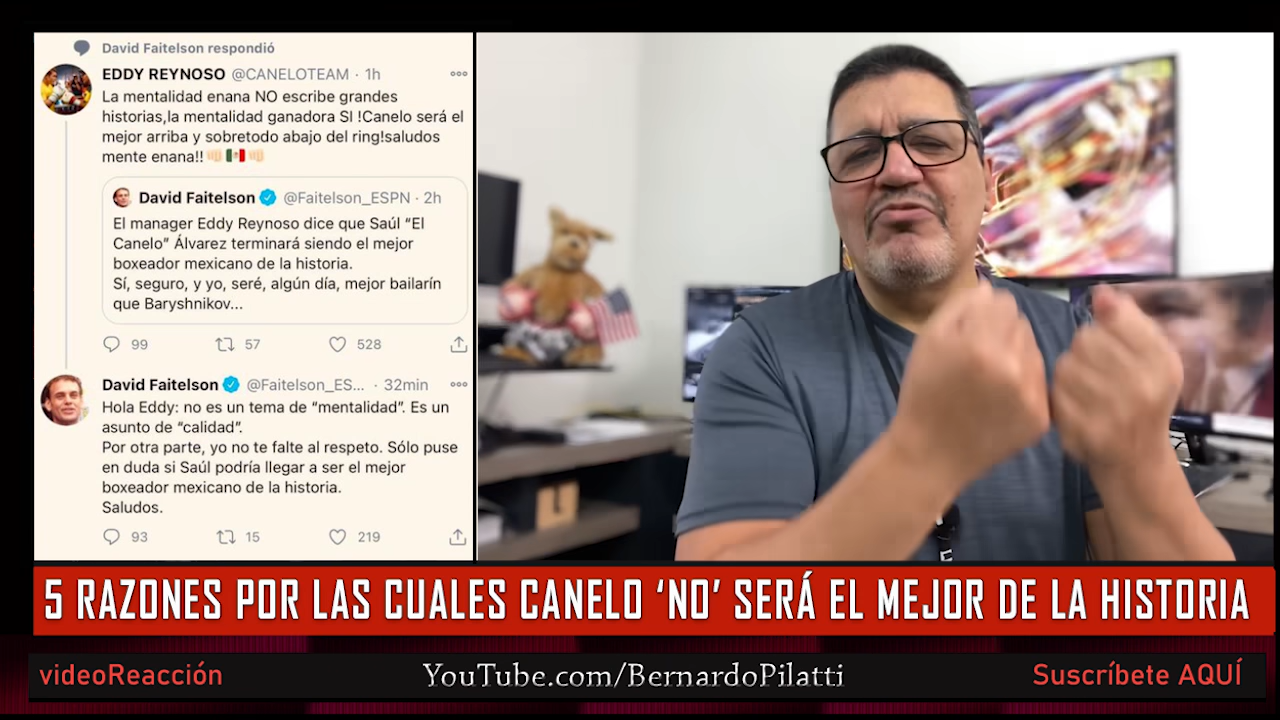 David Faitelson respondió
EDDY REYNOSO @CANELOTEAM · 1h
La mentalidad enana NO escribe grandes
historias,la mentalidad ganadora SI !Canelo será el
mejor arriba y sobretodo abajo del ring!saludos
mente enana!!👊🏻🇲🇽👊🏻
David Faitelson @Faitelson_ESPN · 2h
El manager Eddy Reynoso dice que Saúl “El
Canelo” Álvarez terminará siendo el mejor
boxeador mexicano de la historia.
Sí, seguro, y yo, seré, algún día, mejor bailarín
que Baryshnikov...
99 57 528
David Faitelson @Faitelson_ES... · 32min
Hola Eddy: no es un tema de “mentalidad”. Es un
asunto de “calidad”.
Por otra parte, yo no te falte al respeto. Sólo puse
en duda si Saúl podría llegar a ser el mejor
boxeador mexicano de la historia.
Saludos.
93 15 219
5 RAZONES POR LAS CUALES CANELO ‘NO’ SERÁ EL MEJOR DE LA HISTORIA
videoReacción
YouTube.com/BernardoPilatti
Suscríbete AQUÍ